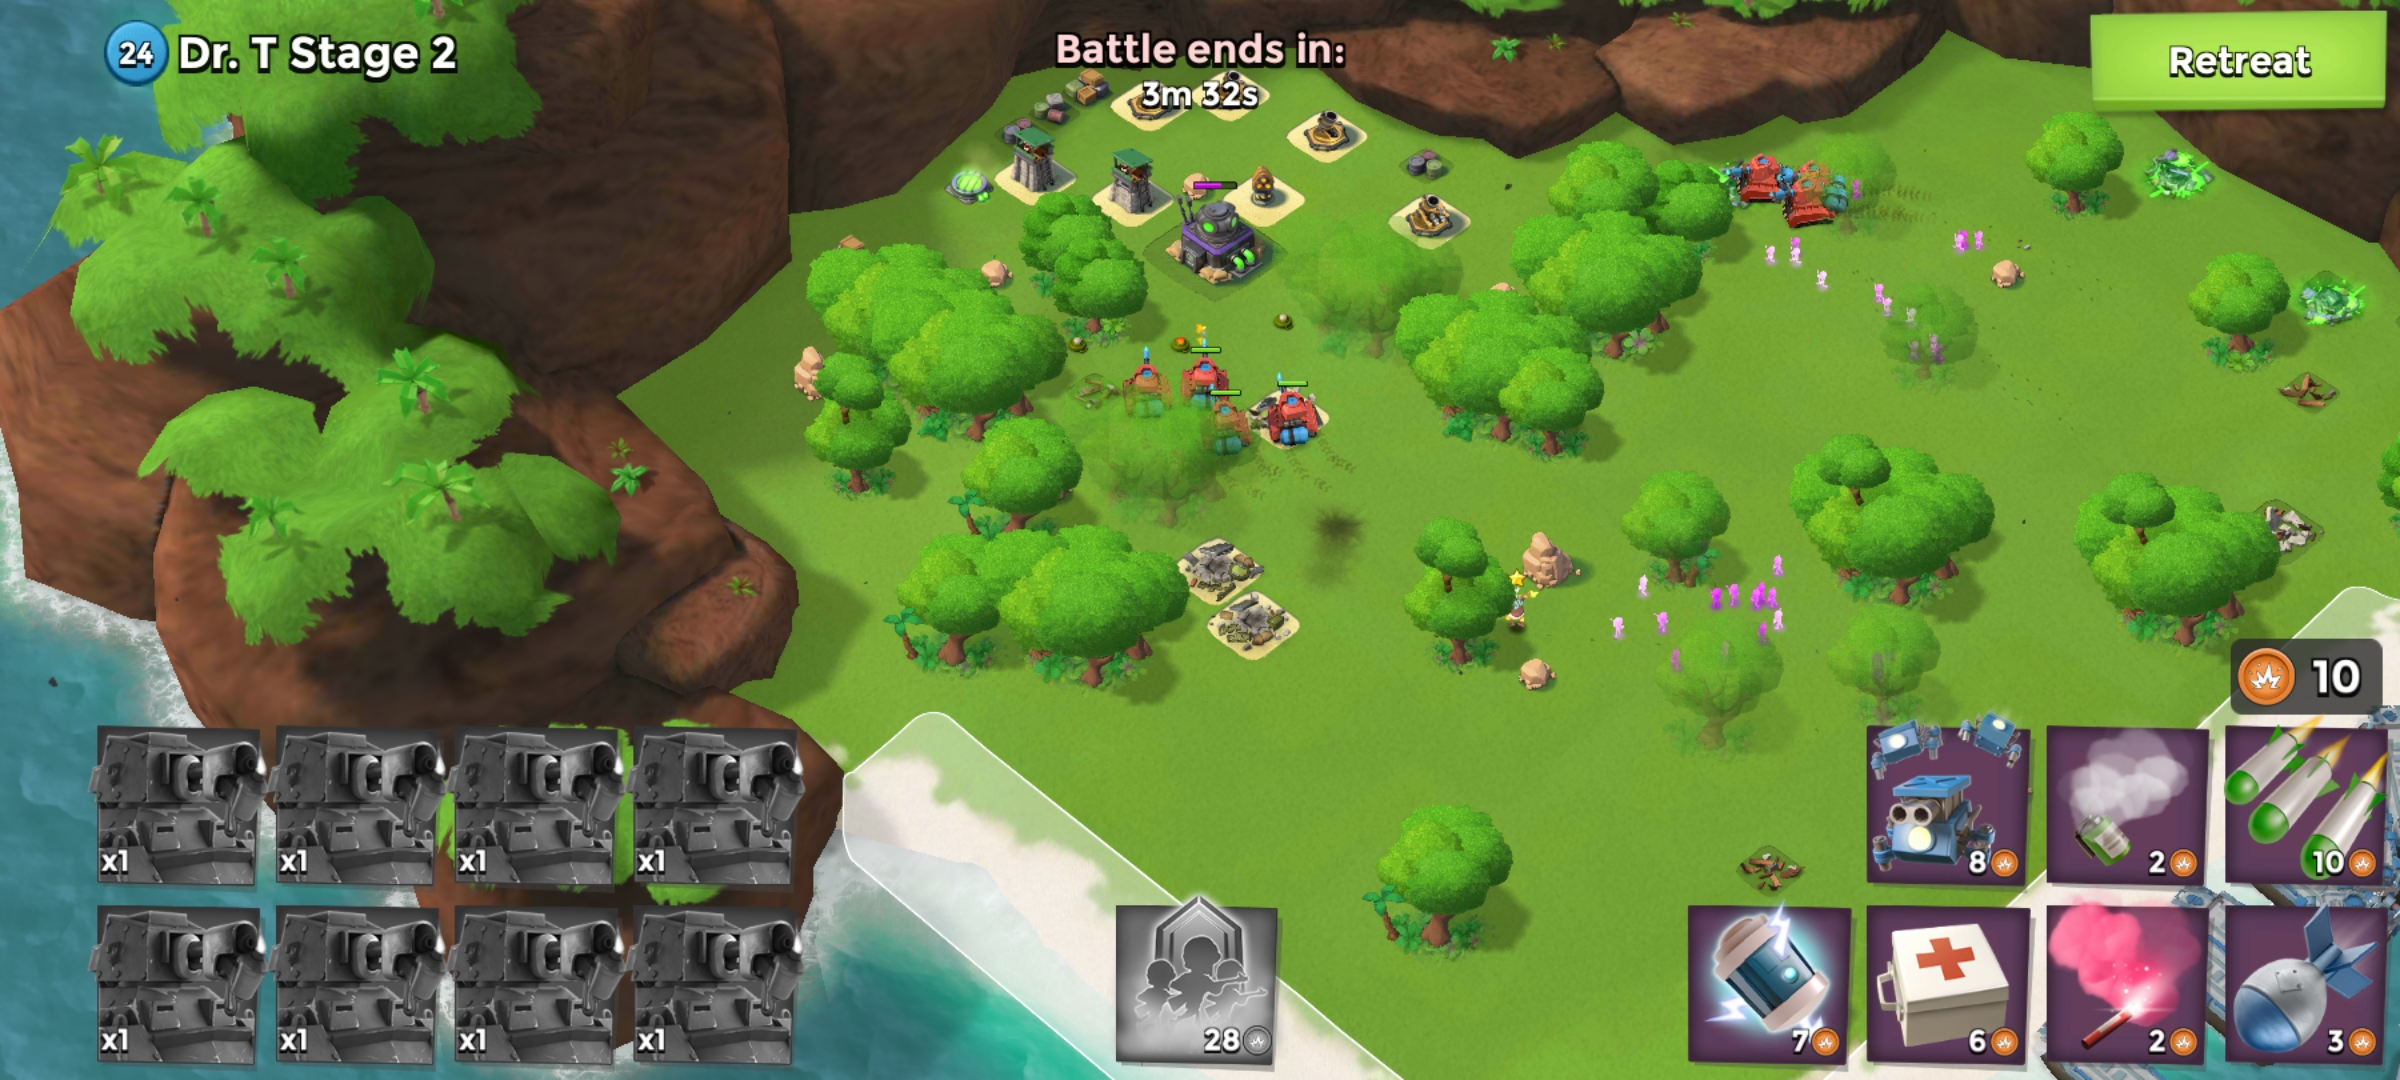 24 Dr. T Stage 2
Battle ends in:
3m 32s
Retreat
10
8
2
10
x1
x1
x1
x1
x1
x1
x1
x1
28
7
6
2
3